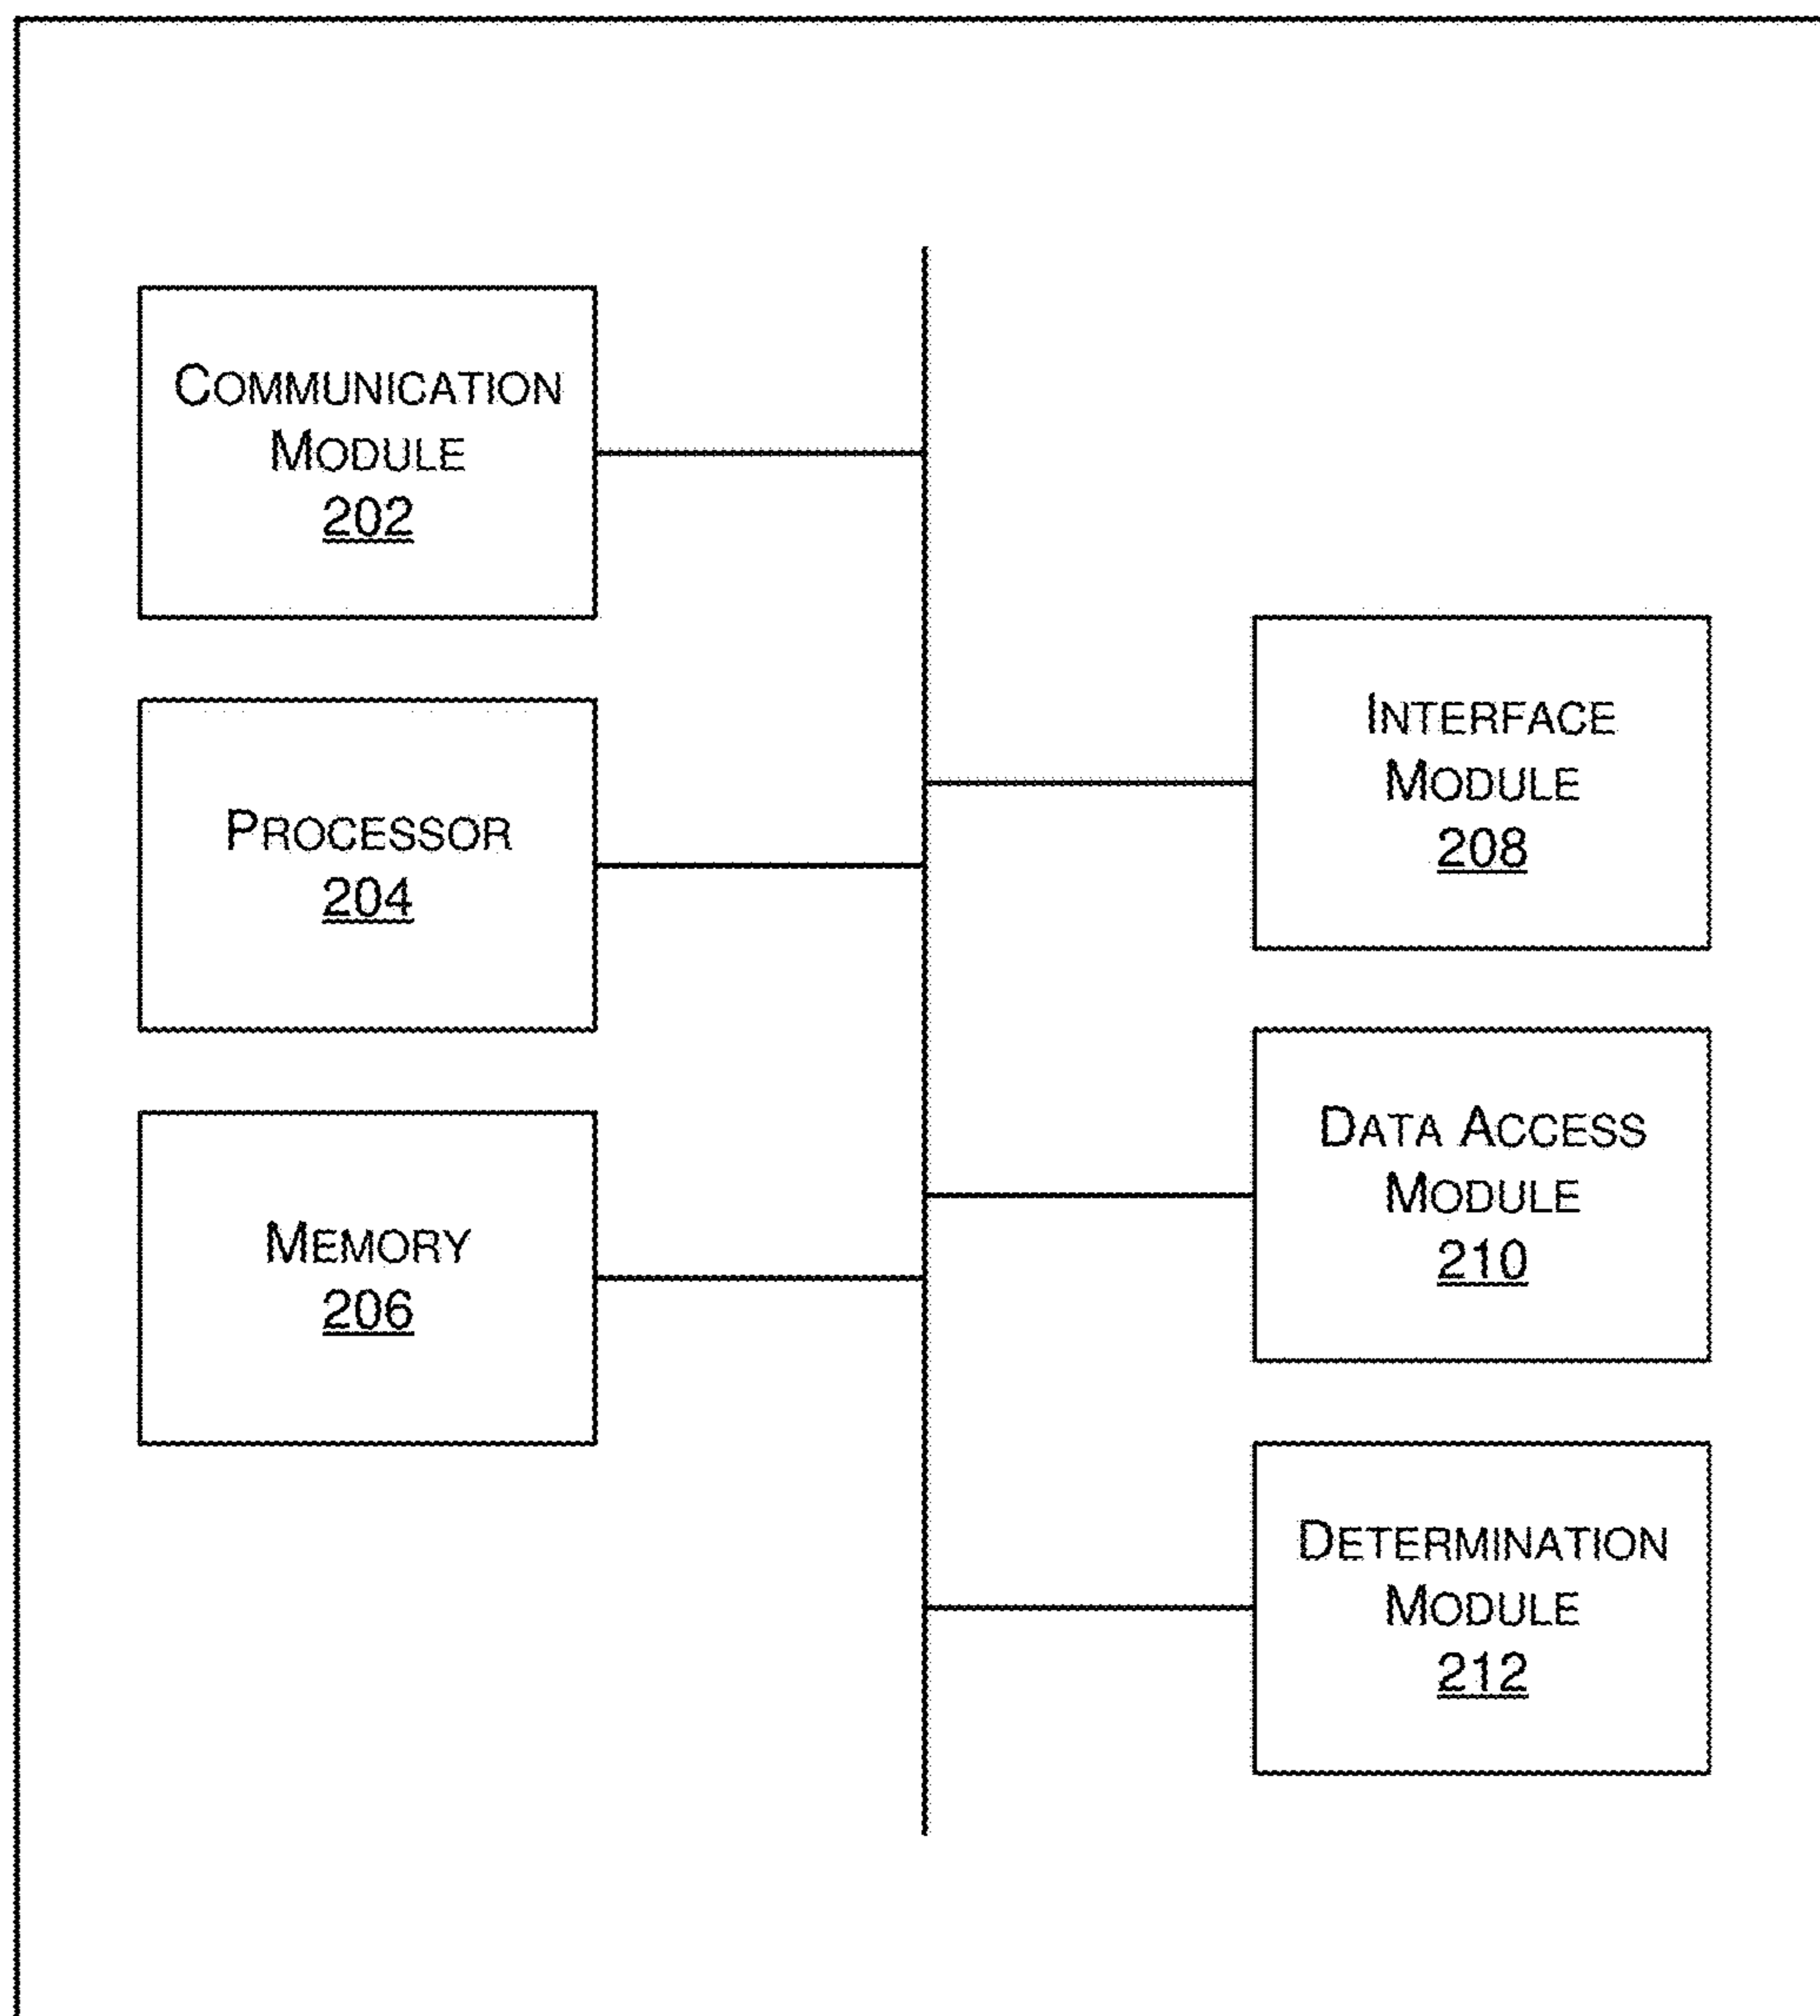 COMMUNICATION
MODULE
202
PROCESSOR
204
MEMORY
206
INTERFACE
MODULE
208
DATA ACCESS
MODULE
210
DETERMINATION
MODULE
212